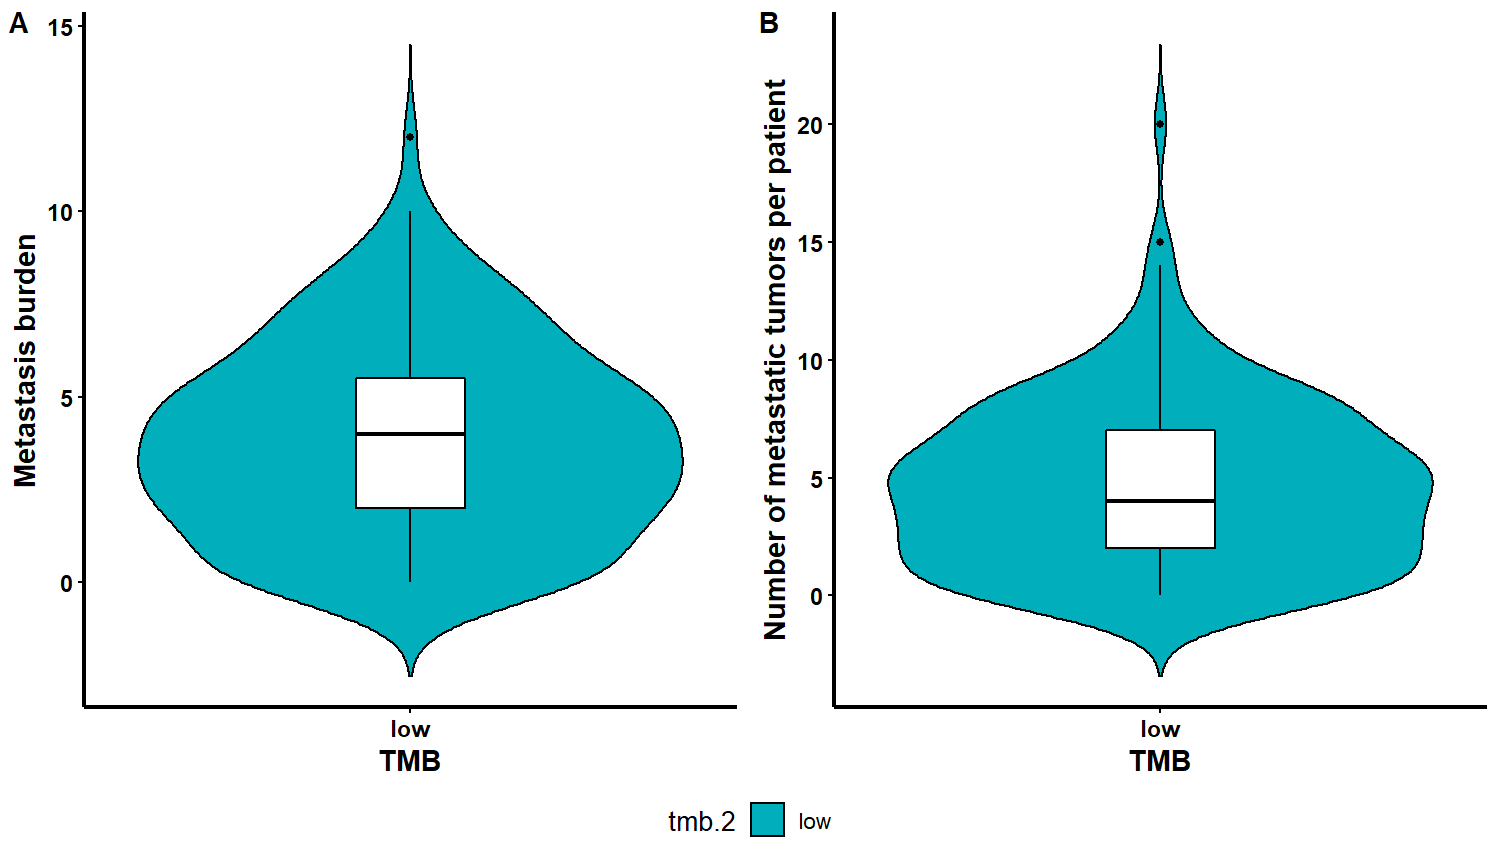 A
Metastasis burden
15
10
5
0
low
TMB
B
Number of metastatic tumors per patient
20
15
10
5
0
low
TMB
tmb.2
low